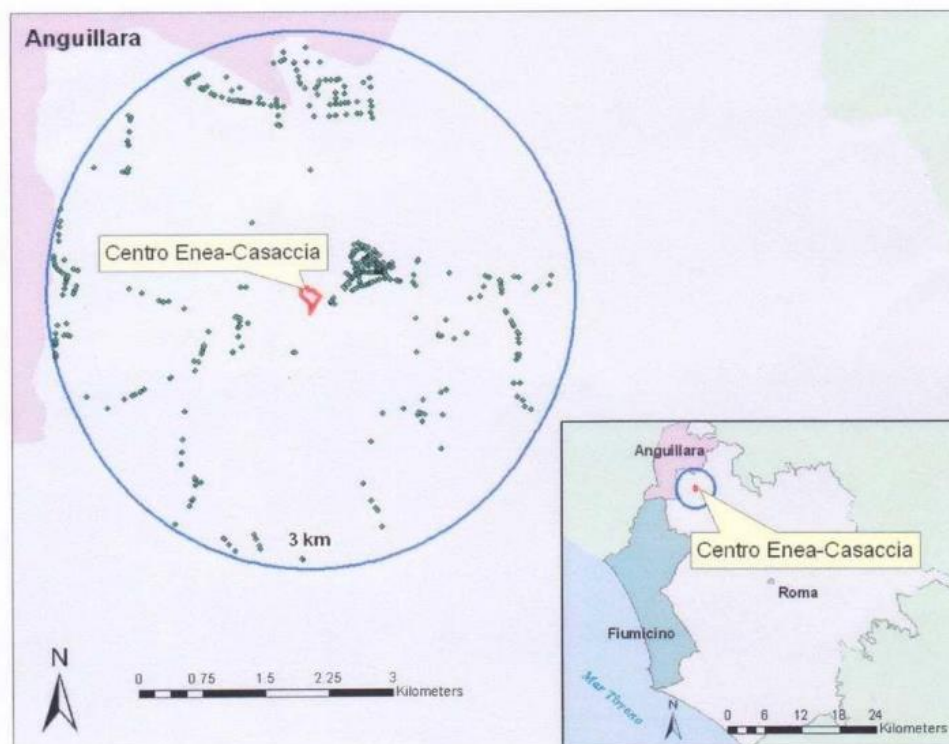 Anguillara
Centro Enea-Casaccia
3 km
N
0 0.75 1.5 2.25 3
Kilometers
Anguillara
Centro Enea-Casaccia
Roma
Fiumicino
Mar Tirreno
N
0 3 6 12 18 24
Kilometers